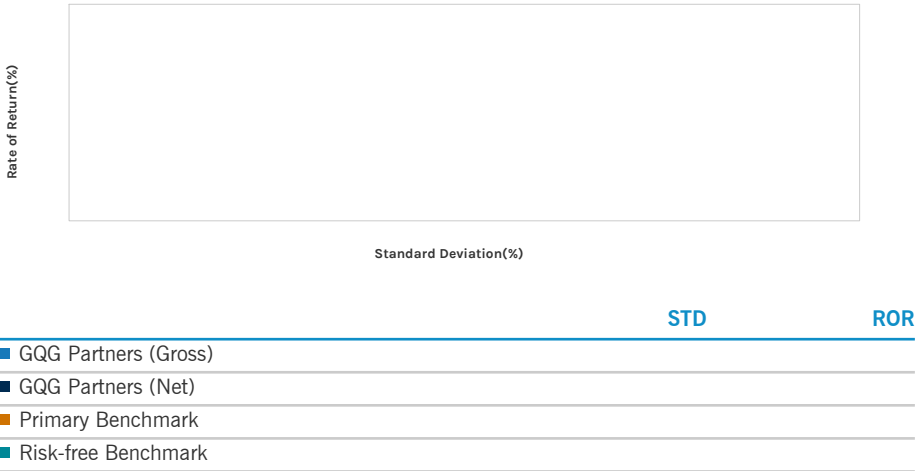 Rate of Return(%)
Standard Deviation(%)
STD ROR
GQG Partners (Gross)
GQG Partners (Net)
Primary Benchmark
Risk-free Benchmark